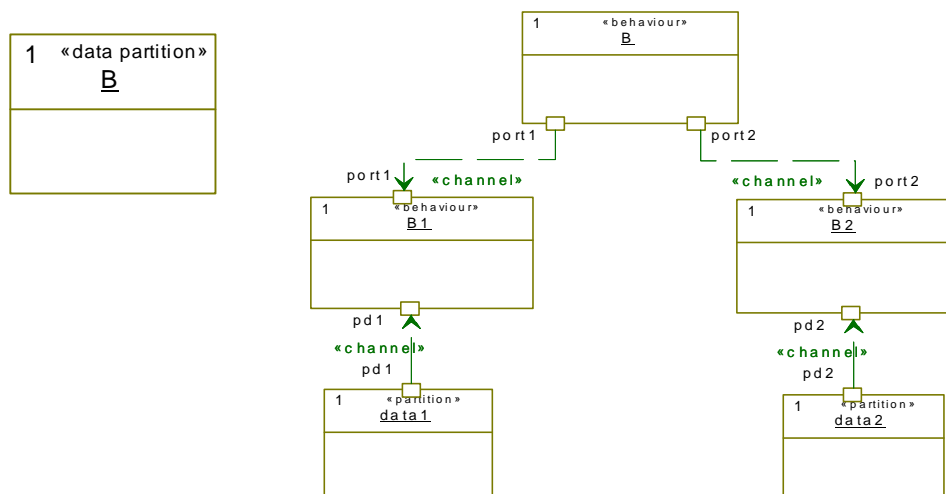 1 «data partition»
B
1 «behaviour»
B
port1
port2
port1
«channel»
«channel»
port2
1 «behaviour»
B1
1 «behaviour»
B2
pd1
pd2
«channel»
«channel»
pd1
pd2
1 «partition»
data1
1 «partition»
data2